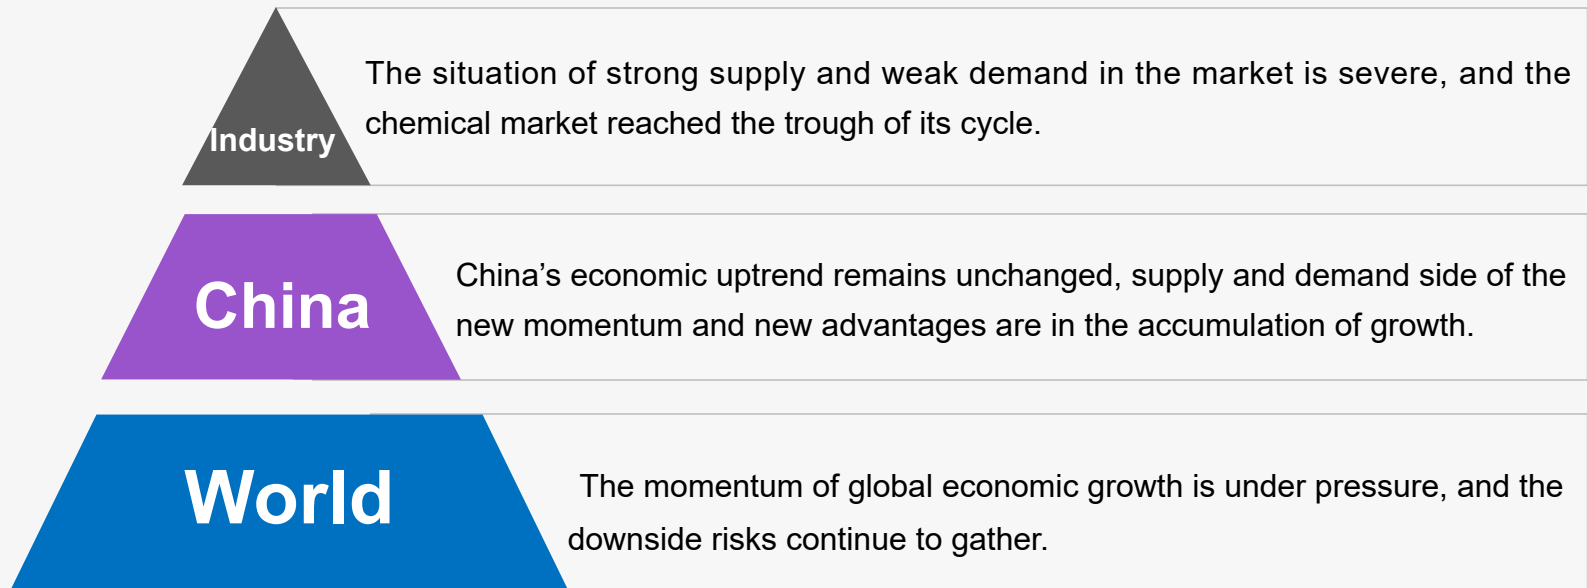 Industry
The situation of strong supply and weak demand in the market is severe, and the
chemical market reached the trough of its cycle.
China
China’s economic uptrend remains unchanged, supply and demand side of the
new momentum and new advantages are in the accumulation of growth.
World
The momentum of global economic growth is under pressure, and the
downside risks continue to gather.